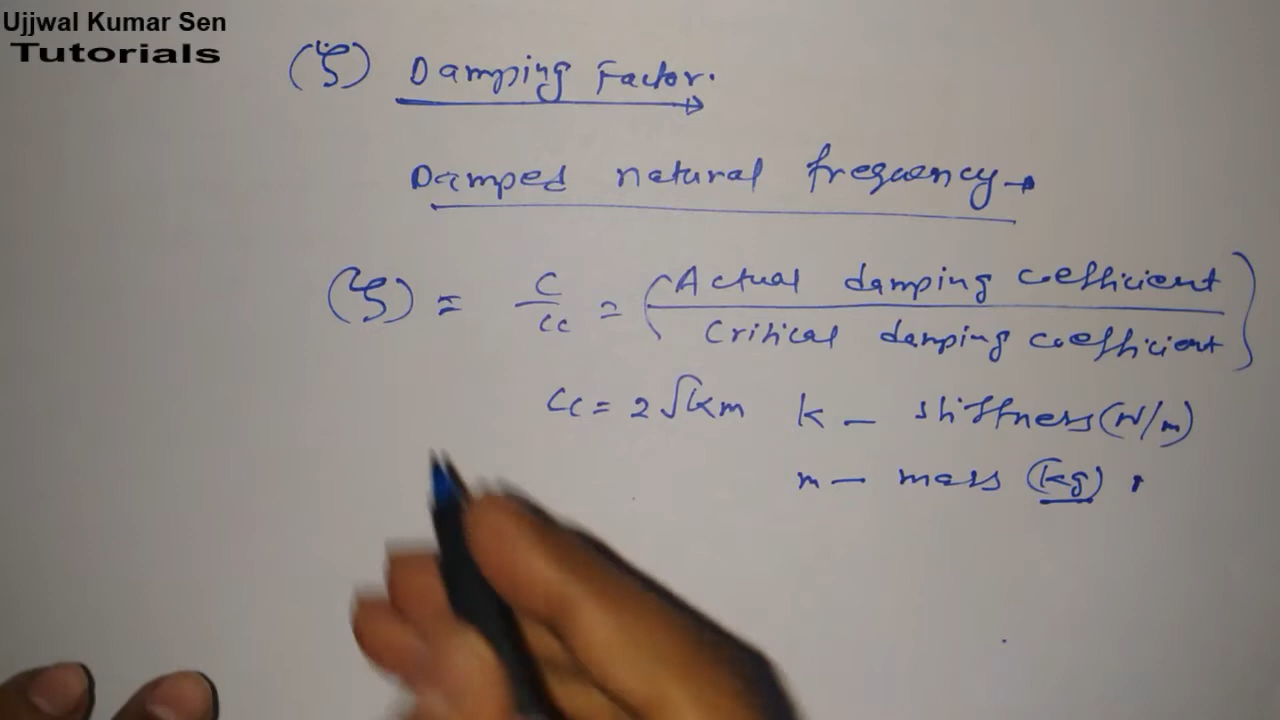 Ujjwal Kumar Sen
Tutorials
(ζ) Damping Factor.
Damped natural frequency →
(ζ) = c/cc = (Actual damping coefficient / Critical damping coefficient)
cc = 2√km k – stiffness (N/m)
m – mass (kg).